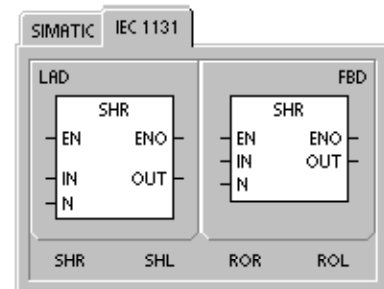 SIMATIC IEC 1131
LAD FBD
SHR SHR
EN ENO EN ENO
IN OUT IN OUT
N N
SHR SHL ROR ROL